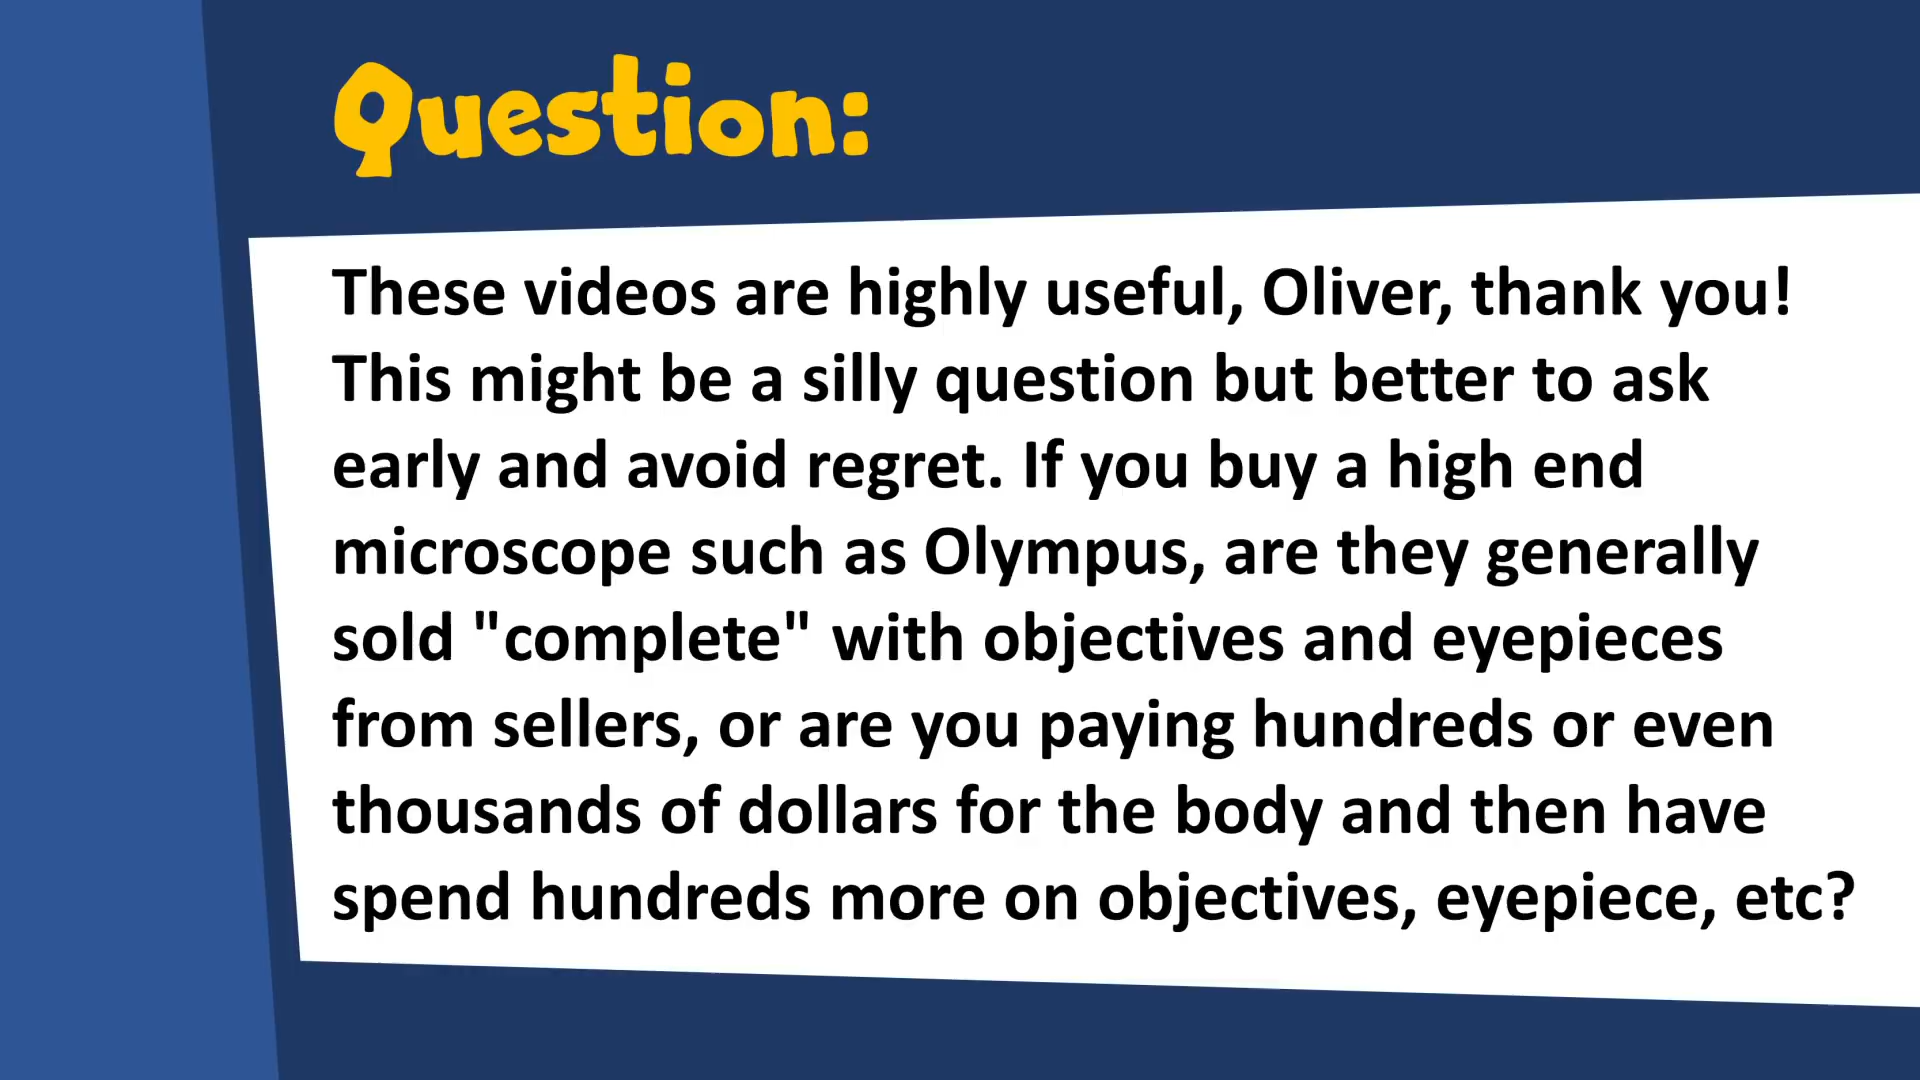 Question:
These videos are highly useful, Oliver, thank you!
This might be a silly question but better to ask
early and avoid regret. If you buy a high end
microscope such as Olympus, are they generally
sold "complete" with objectives and eyepieces
from sellers, or are you paying hundreds or even
thousands of dollars for the body and then have
spend hundreds more on objectives, eyepiece, etc?